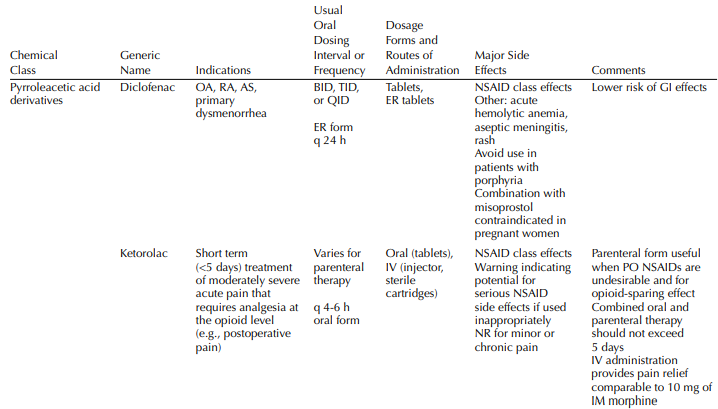 Chemical Class
Generic Name
Indications
Usual Oral Dosing Interval or Frequency
Dosage Forms and Routes of Administration
Major Side Effects
Comments
Pyrroleacetic acid
derivatives
Diclofenac
OA, RA, AS,
primary
dysmenorrhea
BID, TID,
or QID
ER form
q 24 h
Tablets,
ER tablets
NSAID class effects
Other: acute
hemolytic anemia,
aseptic meningitis,
rash
Avoid use in
patients with
porphyria
Combination with
misoprostol
contraindicated in
pregnant women
Lower risk of GI effects
Ketorolac
Short term
(<5 days) treatment
of moderately severe
acute pain that
requires analgesia at
the opioid level
(e.g., postoperative
pain)
Varies for
parenteral
therapy
q 4-6 h
oral form
Oral (tablets),
IV (injector,
sterile
cartridges)
NSAID class effects
Warning indicating
potential for
serious NSAID
side effects if used
inappropriately
NR for minor or
chronic pain
Parenteral form useful
when PO NSAIDs are
undesirable and for
opioid-sparing effect
Combined oral and
parenteral therapy
should not exceed
5 days
IV administration
provides pain relief
comparable to 10 mg of
IM morphine